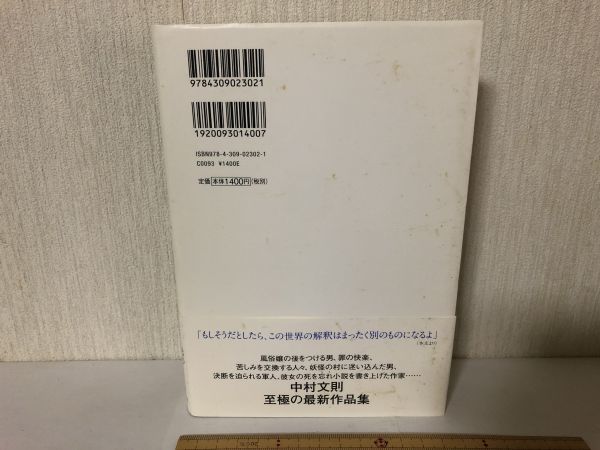 9784309023021
1920093014007
ISBN978-4-309-02302-1
C0093 ¥1400E
定価 本体1400円(税別)
「もしそうだとしたら、この世界の解釈はまったく別のものになるよ」
風俗嬢の後をつける男、罪の快楽、
苦しみを交換する人々、妖怪の村に迷い込んだ男、
決断を迫られる軍人、彼女の死を忘れ小説を書き上げた作家……
中村文則
至極の最新作品集